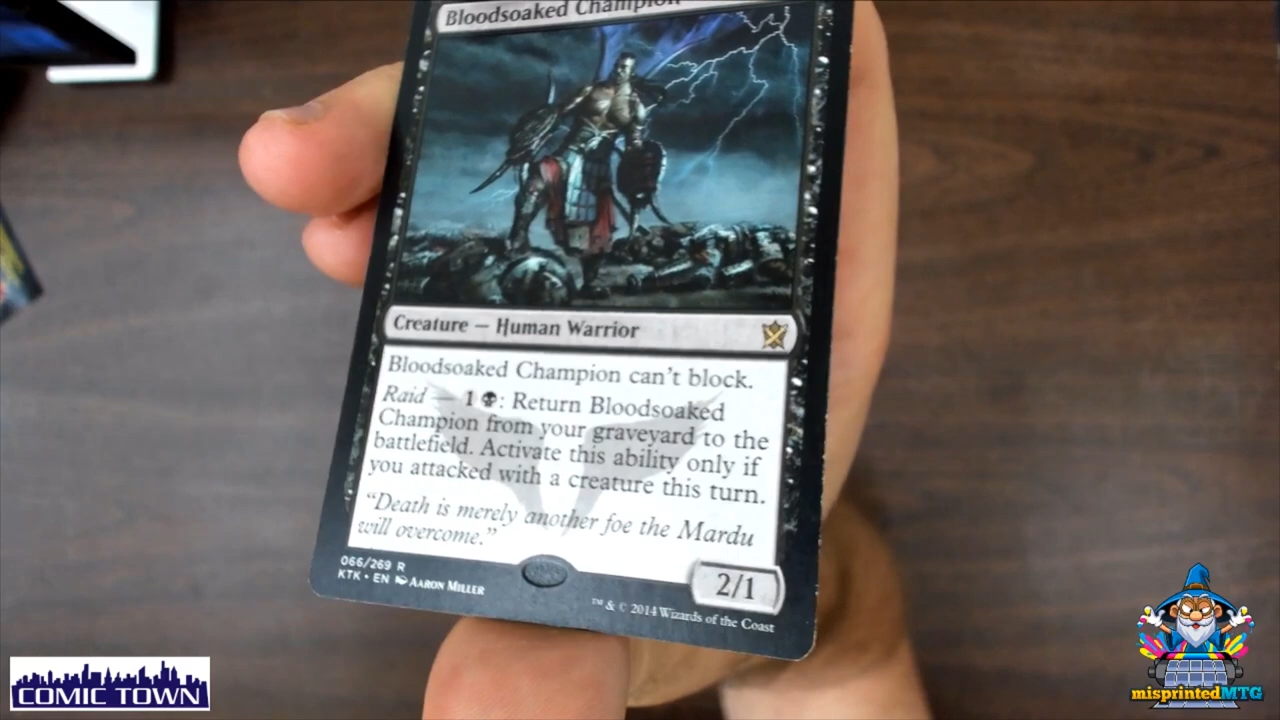 Bloodsoaked Champion
Creature — Human Warrior
Bloodsoaked Champion can't block.
Raid — 1 : Return Bloodsoaked
Champion from your graveyard to the
battlefield. Activate this ability only if
you attacked with a creature this turn.
"Death is merely another foe the Mardu
will overcome."
2/1
066/269 R
KTK • EN Aaron Miller
™ & © 2014 Wizards of the Coast
COMIC TOWN
misprintedMTG